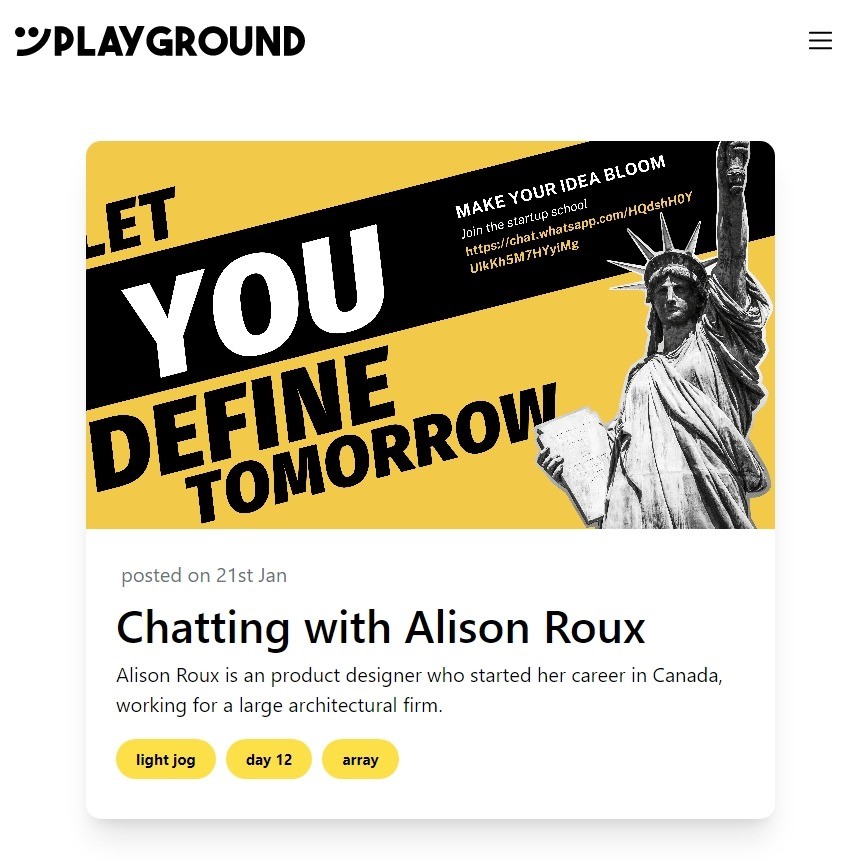 PLAYGROUND
LET
YOU
DEFINE
TOMORROW
MAKE YOUR IDEA BLOOM
Join the startup school
https://chat.whatsapp.com/HQdshH0Y
UlkKh5M7HYyiMg
posted on 21st Jan
Chatting with Alison Roux
Alison Roux is an product designer who started her career in Canada,
working for a large architectural firm.
light jog
day 12
array